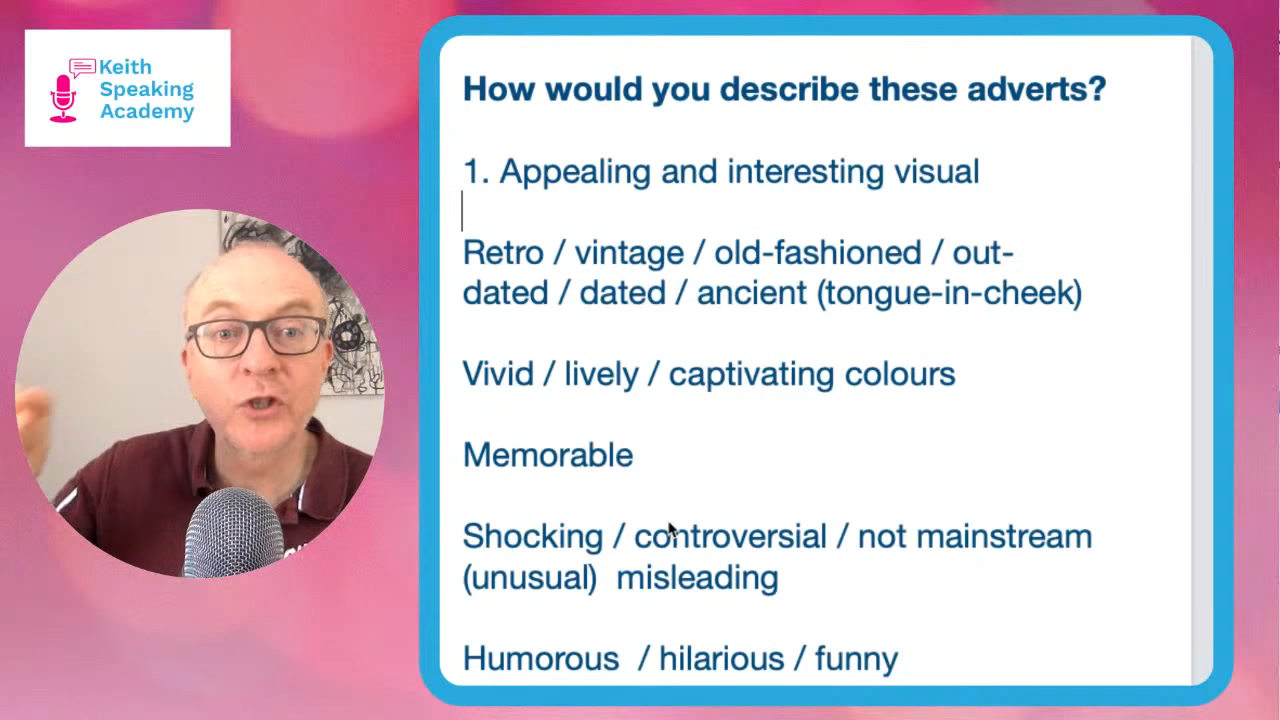 Keith
Speaking
Academy
How would you describe these adverts?
1. Appealing and interesting visual
Retro / vintage / old-fashioned / out-
dated / dated / ancient (tongue-in-cheek)
Vivid / lively / captivating colours
Memorable
Shocking / controversial / not mainstream
(unusual)  misleading
Humorous  / hilarious / funny